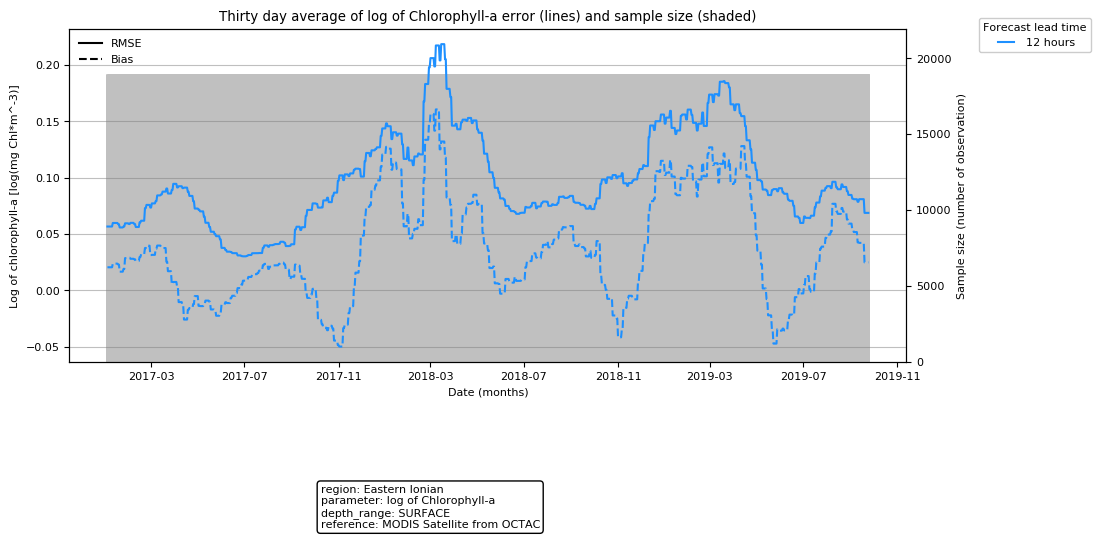 Thirty day average of log of Chlorophyll-a error (lines) and sample size (shaded)
Forecast lead time
12 hours
RMSE
Bias
0.20
0.15
0.10
0.05
0.00
−0.05
Log of chlorophyll-a [log(mg Chl*m^-3)]
20000
15000
10000
5000
0
Sample size (number of observation)
2017-03 2017-07 2017-11 2018-03 2018-07 2018-11 2019-03 2019-07 2019-11
Date (months)
region: Eastern Ionian
parameter: log of Chlorophyll-a
depth_range: SURFACE
reference: MODIS Satellite from OCTAC